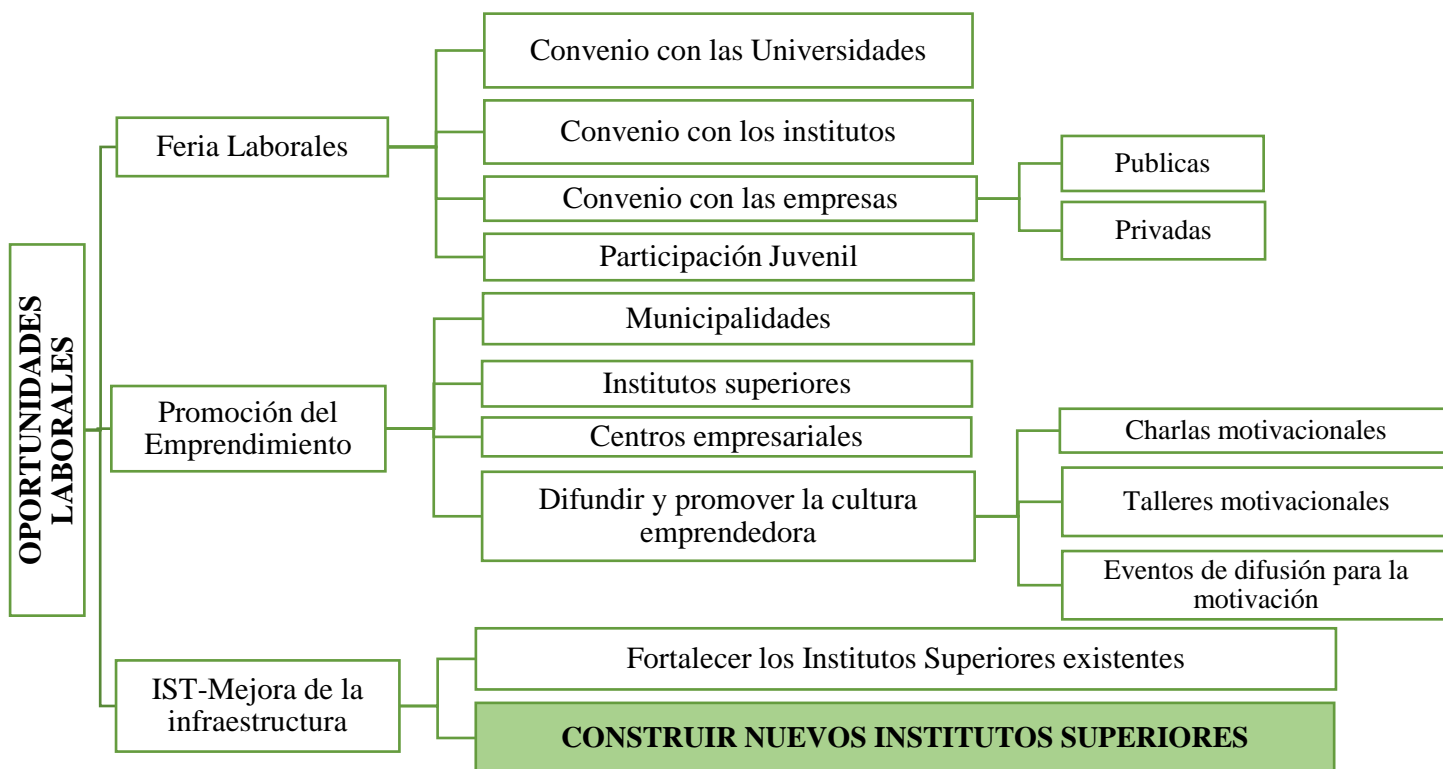 OPORTUNIDADES
LABORALES
Feria Laborales
Convenio con las Universidades
Convenio con los institutos
Convenio con las empresas
Publicas
Privadas
Participación Juvenil
Promoción del
Emprendimiento
Municipalidades
Institutos superiores
Centros empresariales
Difundir y promover la cultura
emprendedora
Charlas motivacionales
Talleres motivacionales
Eventos de difusión para la
motivación
IST-Mejora de la
infraestructura
Fortalecer los Institutos Superiores existentes
CONSTRUIR NUEVOS INSTITUTOS SUPERIORES